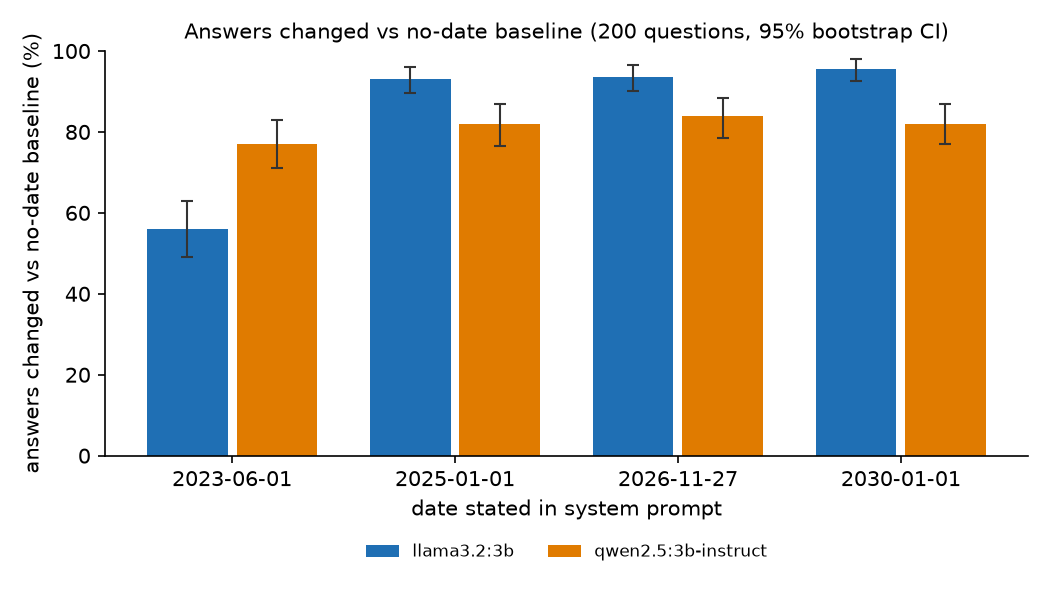 Answers changed vs no-date baseline (200 questions, 95% bootstrap CI)
answers changed vs no-date baseline (%)
100
80
60
40
20
0
2023-06-01 2025-01-01 2026-11-27 2030-01-01
date stated in system prompt
llama3.2:3b qwen2.5:3b-instruct